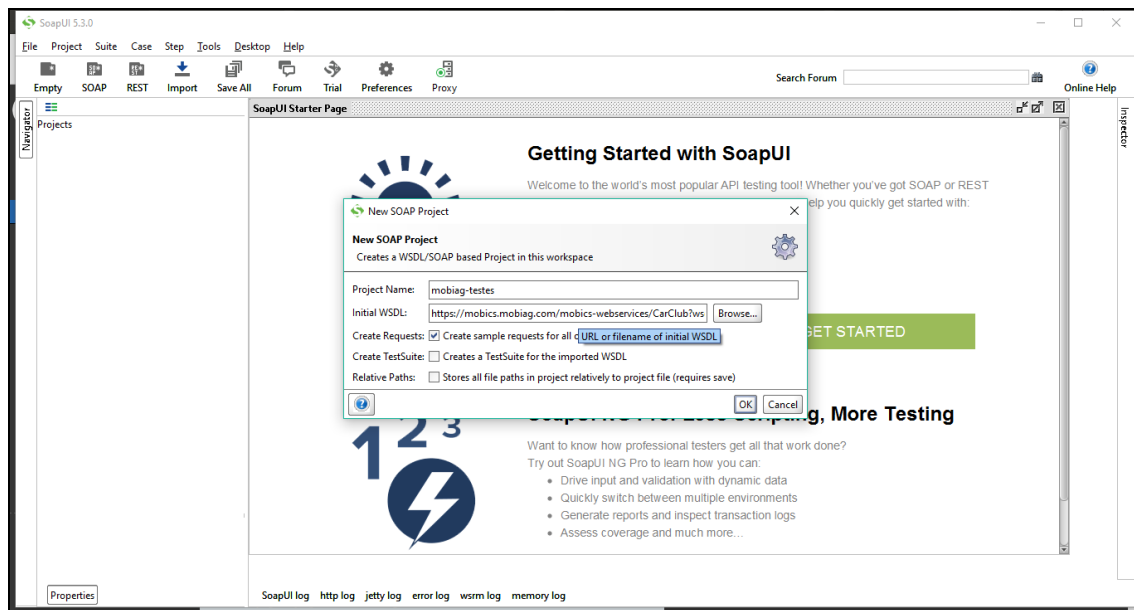 SoapUI 5.3.0
File Project Suite Case Step Tools Desktop Help
Empty SOAP REST Import Save All Forum Trial Preferences Proxy
Search Forum
Online Help
Navigator
Projects
SoapUI Starter Page
Inspector
Getting Started with SoapUI
Welcome to the world's most popular API testing tool! Whether you've got SOAP or REST
elp you quickly get started with:
New SOAP Project
New SOAP Project
Creates a WSDL/SOAP based Project in this workspace
Project Name: mobiag-testes
Initial WSDL: https://mobics.mobiag.com/mobics-webservices/CarClub?ws Browse...
Create Requests: Create sample requests for all
URL or filename of initial WSDL
Create TestSuite: Creates a TestSuite for the imported WSDL
Relative Paths: Stores all file paths in project relatively to project file (requires save)
OK Cancel
GET STARTED
1 2 3
, More Testing
Want to know how professional testers get all that work done?
Try out SoapUI NG Pro to learn how you can:
Drive input and validation with dynamic data
Quickly switch between multiple environments
Generate reports and inspect transaction logs
Assess coverage and much more...
Properties
SoapUI log http log jetty log error log wsrm log memory log